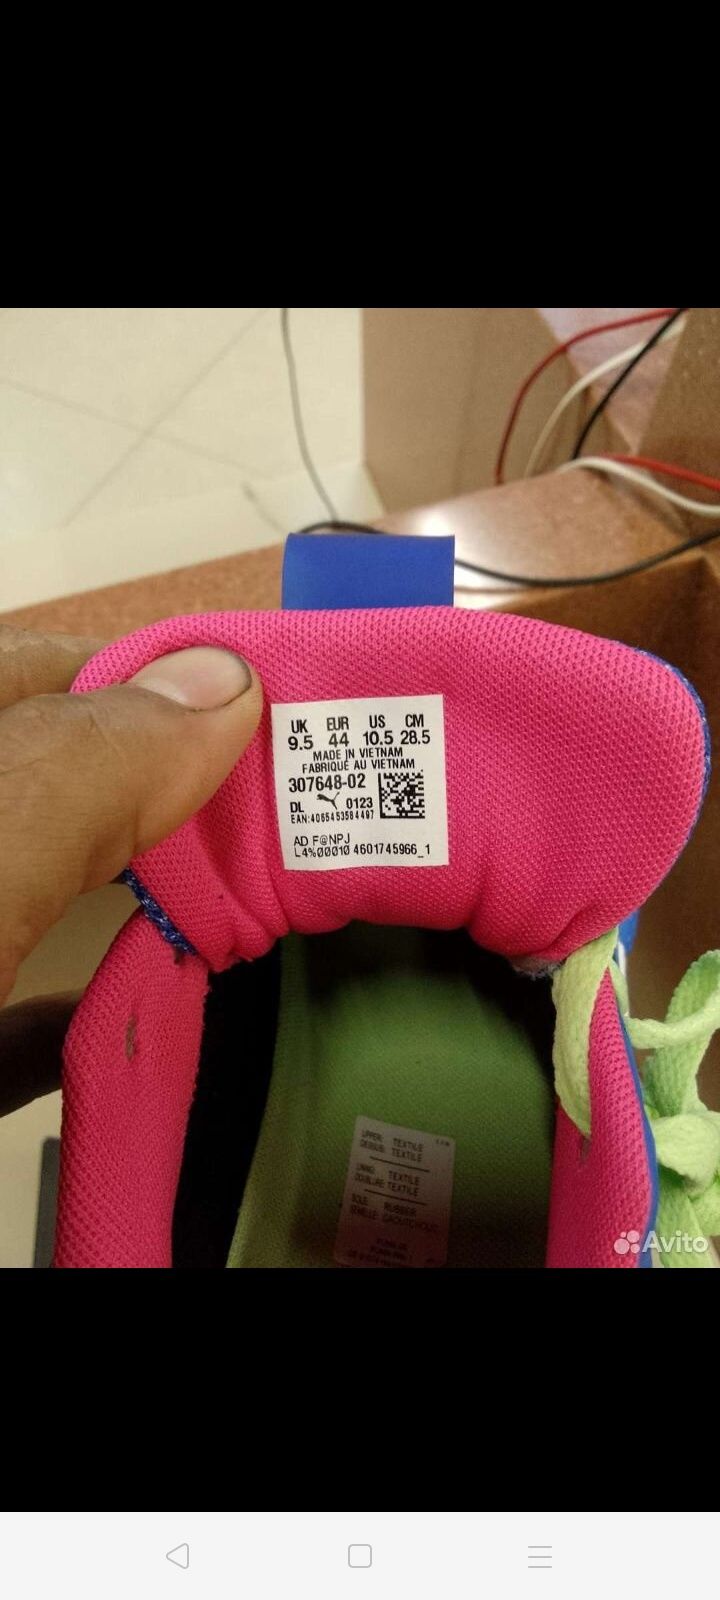 UK EUR US CM
9.5 44 10.5 28.5
MADE IN VIETNAM
FABRIQUÉ AU VIETNAM
307648-02
DL 0123
EAN:4065453584497
AD F@NPJ
L4%00010 4601745966_1
UPPER: TEXTILE
DESSUS: TEXTILE
LINING: TEXTILE
DOUBLURE: TEXTILE
SOLE: RUBBER
SEMELLE: CAOUTCHOUC
Avito